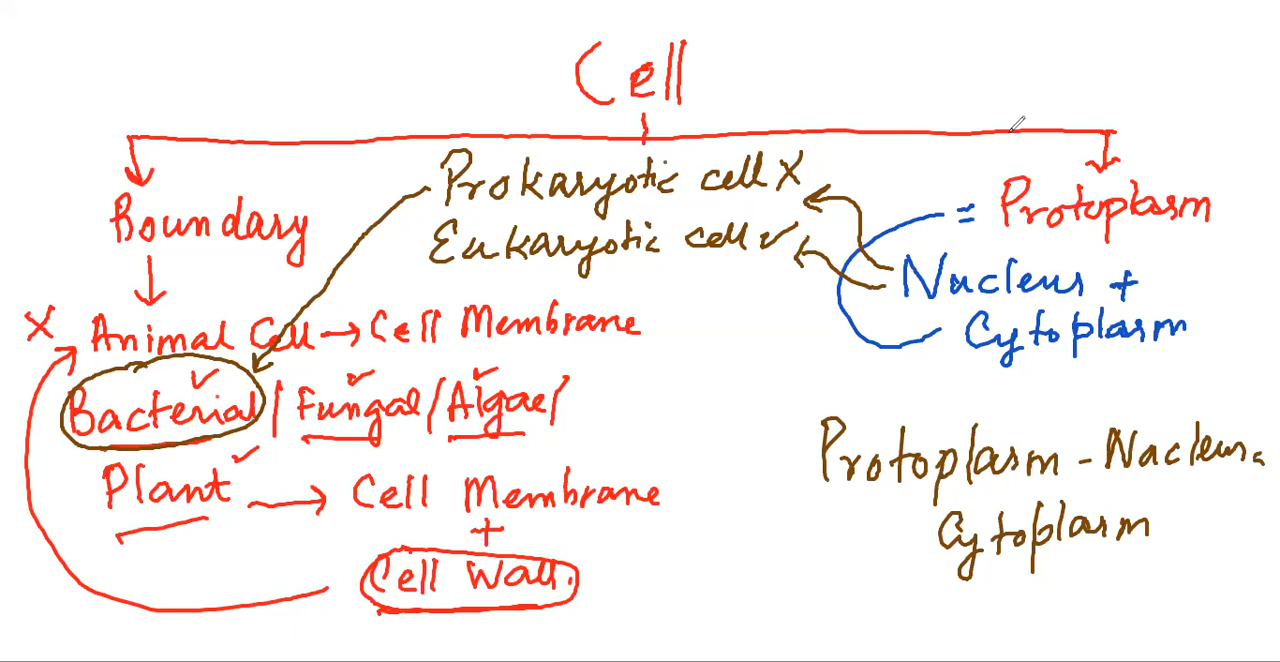 Cell
Prokaryotic cell X
Eukaryotic cell ✓
Boundary
X Animal Cell → Cell Membrane
Bacterial / Fungal / Algae /
Plant → Cell Membrane
+
Cell Wall.
= Protoplasm
Nucleus +
Cytoplasm
Protoplasm - Nucleus
Cytoplasm